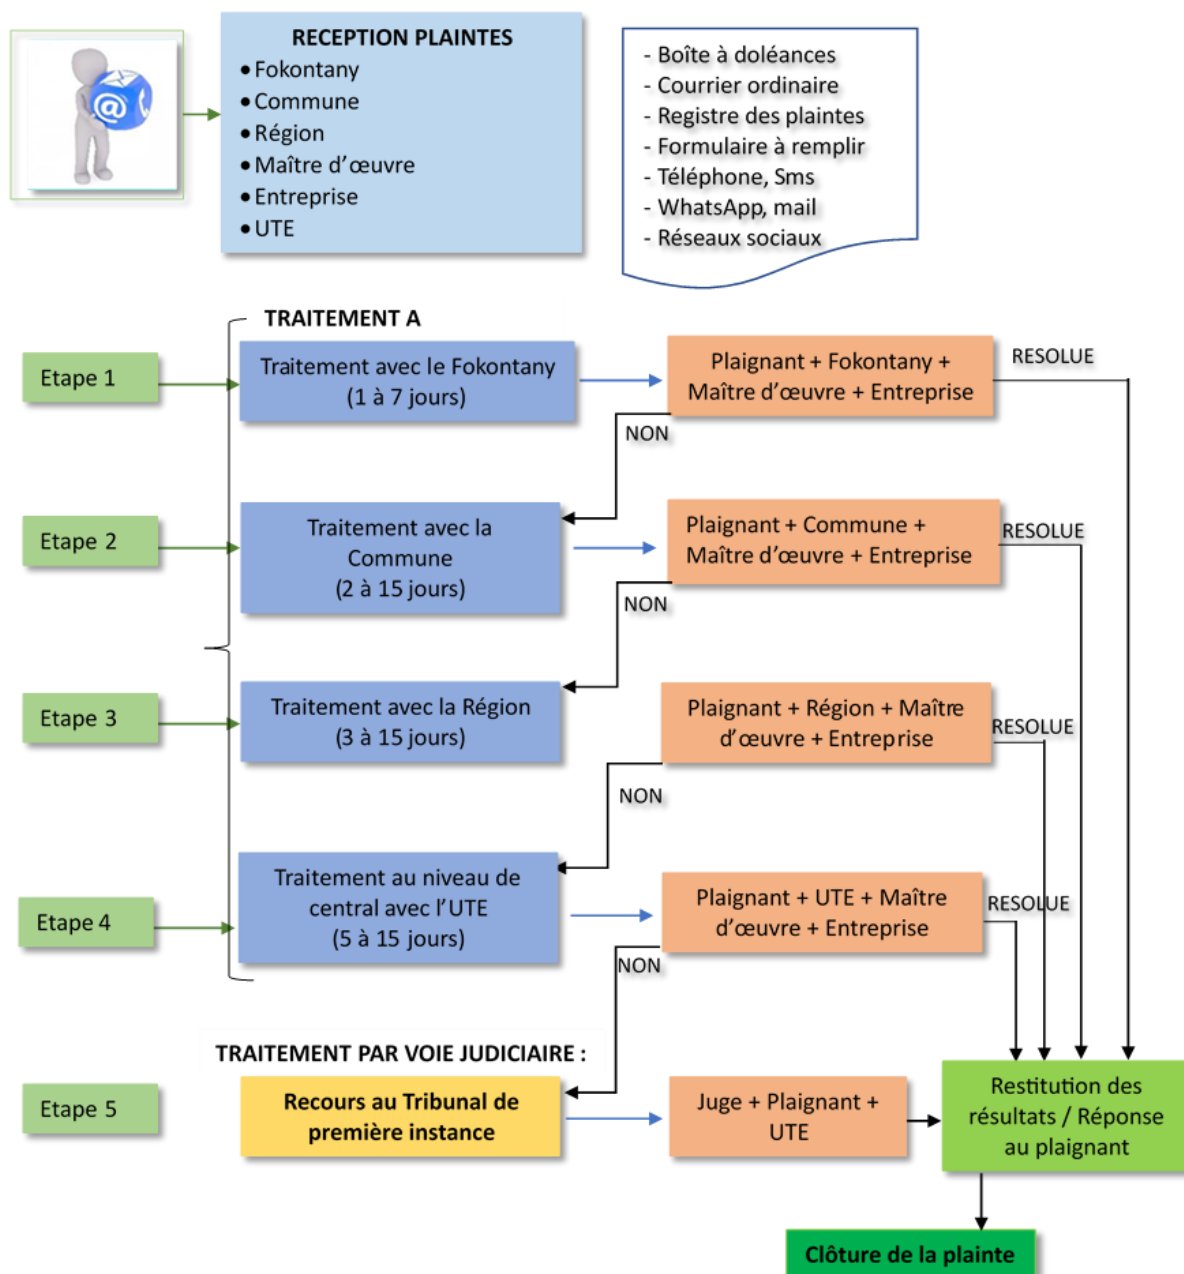 RECEPTION PLAINTES
• Fokontany
• Commune
• Région
• Maître d'œuvre
• Entreprise
• UTE
- Boîte à doléances
- Courrier ordinaire
- Registre des plaintes
- Formulaire à remplir
- Téléphone, Sms
- WhatsApp, mail
- Réseaux sociaux
TRAITEMENT A
Etape 1
Traitement avec le Fokontany
(1 à 7 jours)
Plaignant + Fokontany +
Maître d'œuvre + Entreprise
RESOLUE
NON
Etape 2
Traitement avec la
Commune
(2 à 15 jours)
Plaignant + Commune +
Maître d'œuvre + Entreprise
RESOLUE
NON
Etape 3
Traitement avec la Région
(3 à 15 jours)
Plaignant + Région + Maître
d'œuvre + Entreprise
RESOLUE
NON
Etape 4
Traitement au niveau de
central avec l'UTE
(5 à 15 jours)
Plaignant + UTE + Maître
d'œuvre + Entreprise
RESOLUE
NON
TRAITEMENT PAR VOIE JUDICIAIRE :
Etape 5
Recours au Tribunal de
première instance
Juge + Plaignant +
UTE
Restitution des
résultats / Réponse
au plaignant
Clôture de la plainte